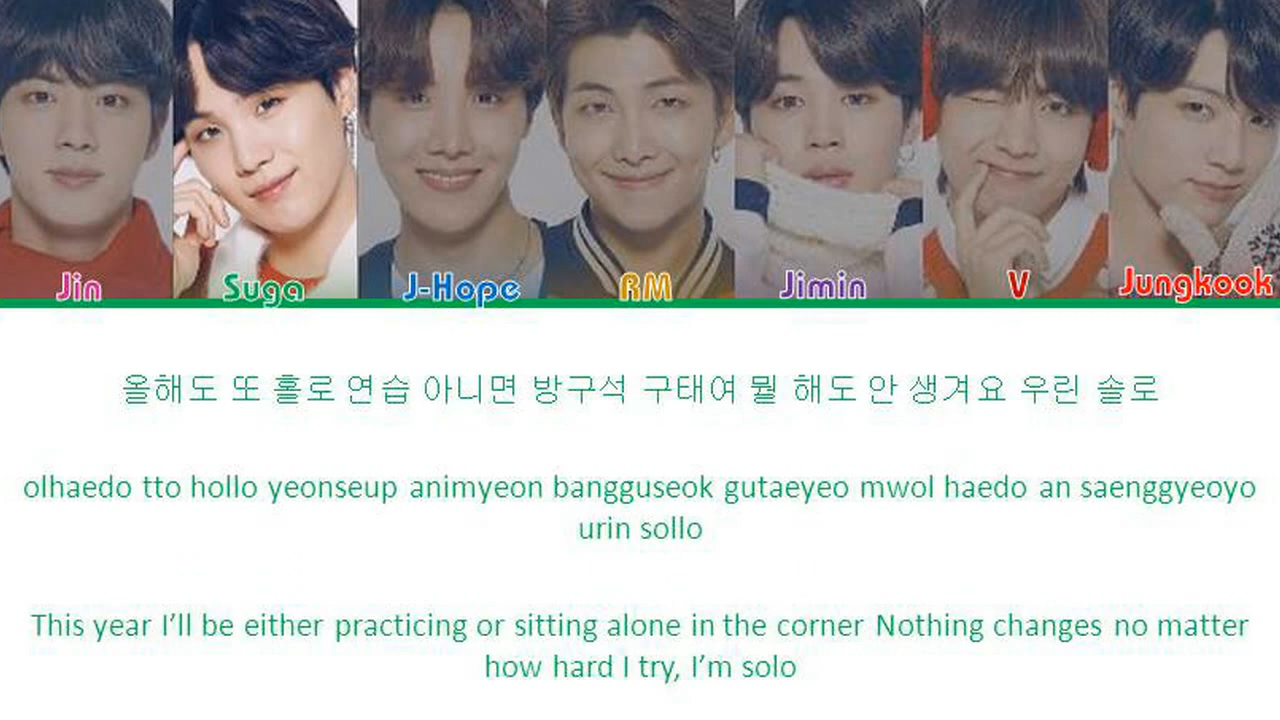 Jin Suga J-Hope RM Jimin V Jungkook
올해도 또 홀로 연습 아니면 방구석 구태여 뭘 해도 안 생겨요 우린 솔로
olhaedo tto hollo yeonseup animyeon bangguseok gutaeyeo mwol haedo an saenggyeoyo
urin sollo
This year I’ll be either practicing or sitting alone in the corner Nothing changes no matter
how hard I try, I’m solo